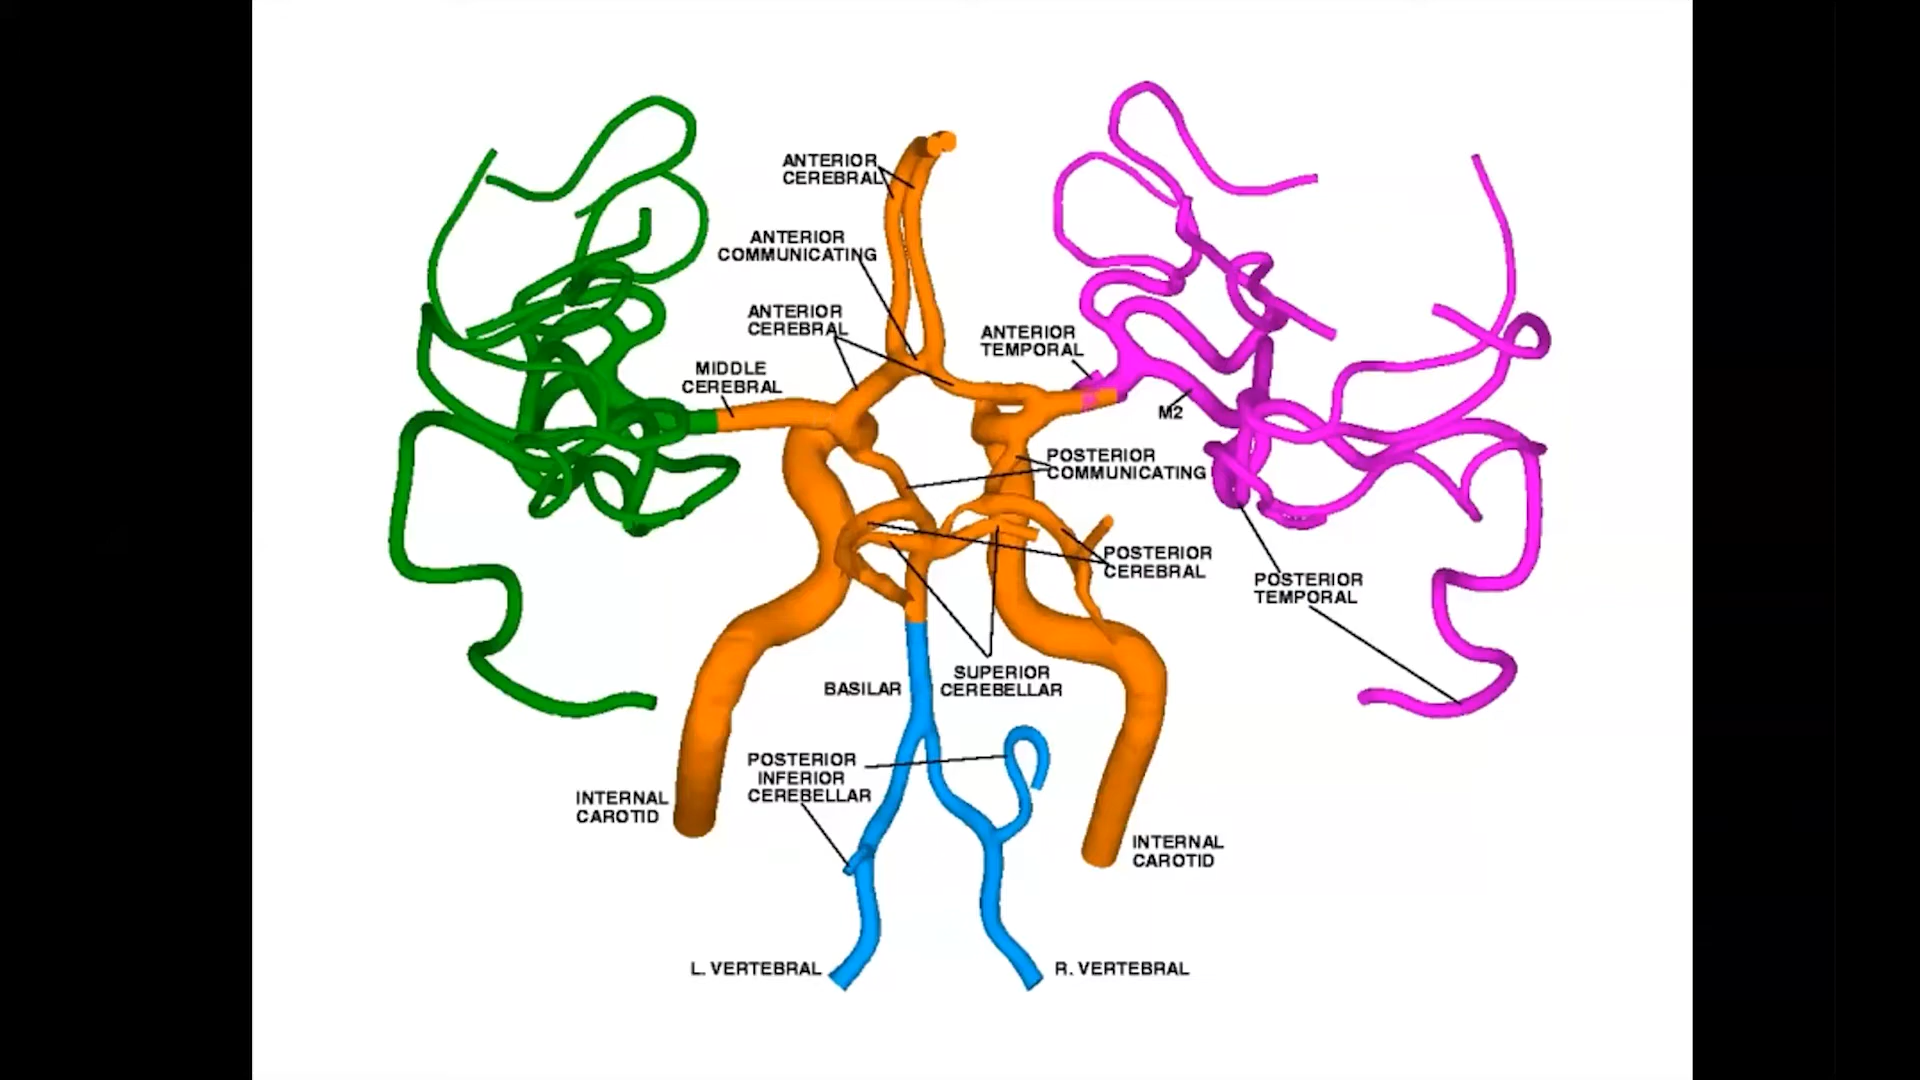 ANTERIOR
CEREBRAL
ANTERIOR
COMMUNICATING
ANTERIOR
CEREBRAL
ANTERIOR
TEMPORAL
MIDDLE
CEREBRAL
M2
POSTERIOR
COMMUNICATING
POSTERIOR
CEREBRAL
POSTERIOR
TEMPORAL
SUPERIOR
CEREBELLAR
BASILAR
POSTERIOR
INFERIOR
CEREBELLAR
INTERNAL
CAROTID
INTERNAL
CAROTID
L. VERTEBRAL
R. VERTEBRAL